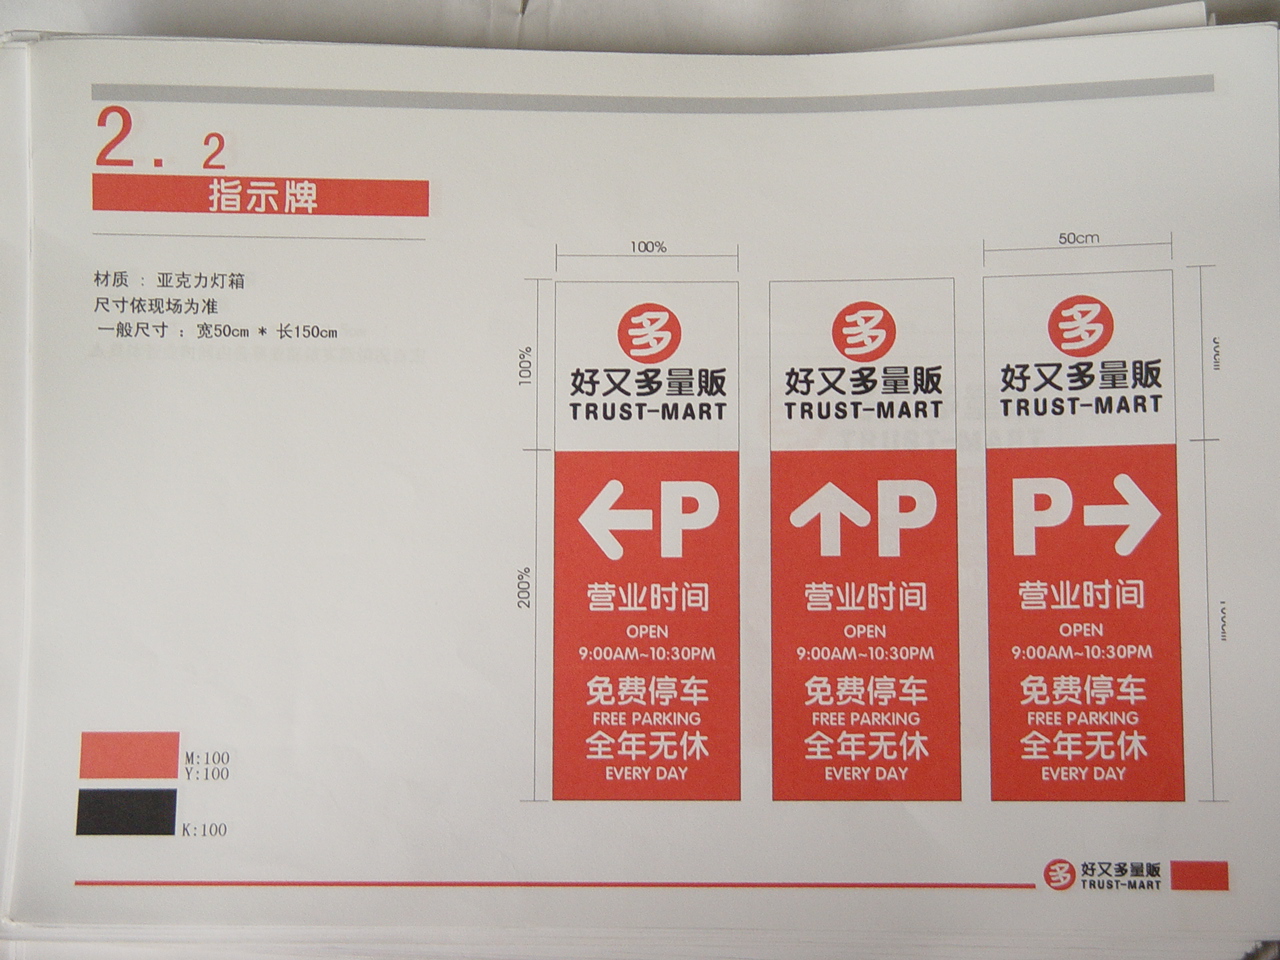 2.2
指示牌
材质 : 亚克力灯箱
尺寸依现场为准
一般尺寸 : 宽50cm * 长150cm
100%
50cm
100%
200%
多
好又多量販
TRUST-MART
←P
营业时间
OPEN
9:00AM~10:30PM
免费停车
FREE PARKING
全年无休
EVERY DAY
多
好又多量販
TRUST-MART
↑P
营业时间
OPEN
9:00AM~10:30PM
免费停车
FREE PARKING
全年无休
EVERY DAY
多
好又多量販
TRUST-MART
P→
营业时间
OPEN
9:00AM~10:30PM
免费停车
FREE PARKING
全年无休
EVERY DAY
M:100
Y:100
K:100
多
好又多量販
TRUST-MART